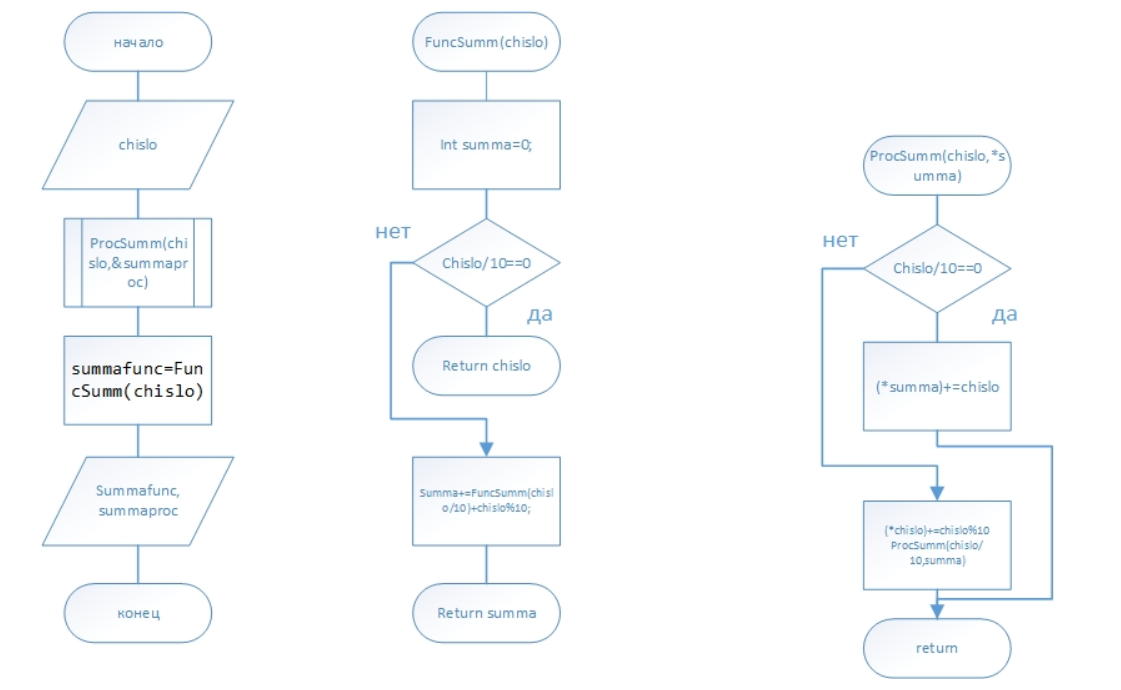 начало
chislo
ProcSumm(chi
slo,&summapr
oc)
summafunc=Fun
cSumm(chislo)
Summafunc,
summaproc
конец
FuncSumm(chislo)
Int summa=0;
нет
Chislo/10==0
да
Return chislo
Summa+=FuncSumm(chisl
o/10)+chislo%10;
Return summa
ProcSumm(chislo,*s
umma)
нет
Chislo/10==0
да
(*summa)+=chislo
(*chislo)+=chislo%10
ProcSumm(chislo/
10,summa)
return